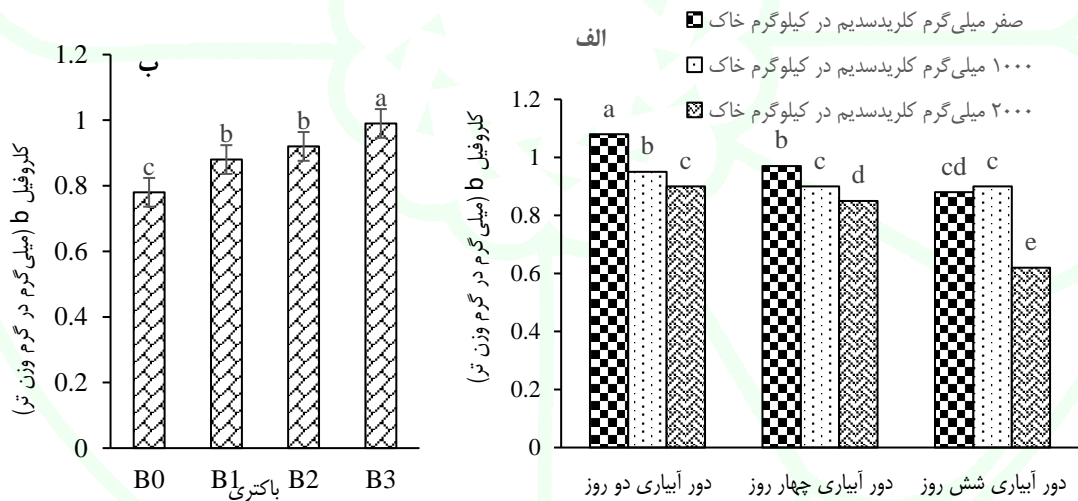 ب
کلروفیل b (میلی‌گرم در گرم وزن تر)
1.2
1
0.8
0.6
0.4
0.2
0
c
b
b
a
B0
B1
B2
B3
باکتری
الف
صفر میلی‌گرم کلریدسدیم در کیلوگرم خاک
۱۰۰۰ میلی‌گرم کلریدسدیم در کیلوگرم خاک
۲۰۰۰ میلی‌گرم کلریدسدیم در کیلوگرم خاک
کلروفیل b (میلی‌گرم در گرم وزن تر)
1.2
1
0.8
0.6
0.4
0.2
0
a
b
c
b
c
d
cd
c
e
دور آبیاری دو روز
دور آبیاری چهار روز
دور آبیاری شش روز